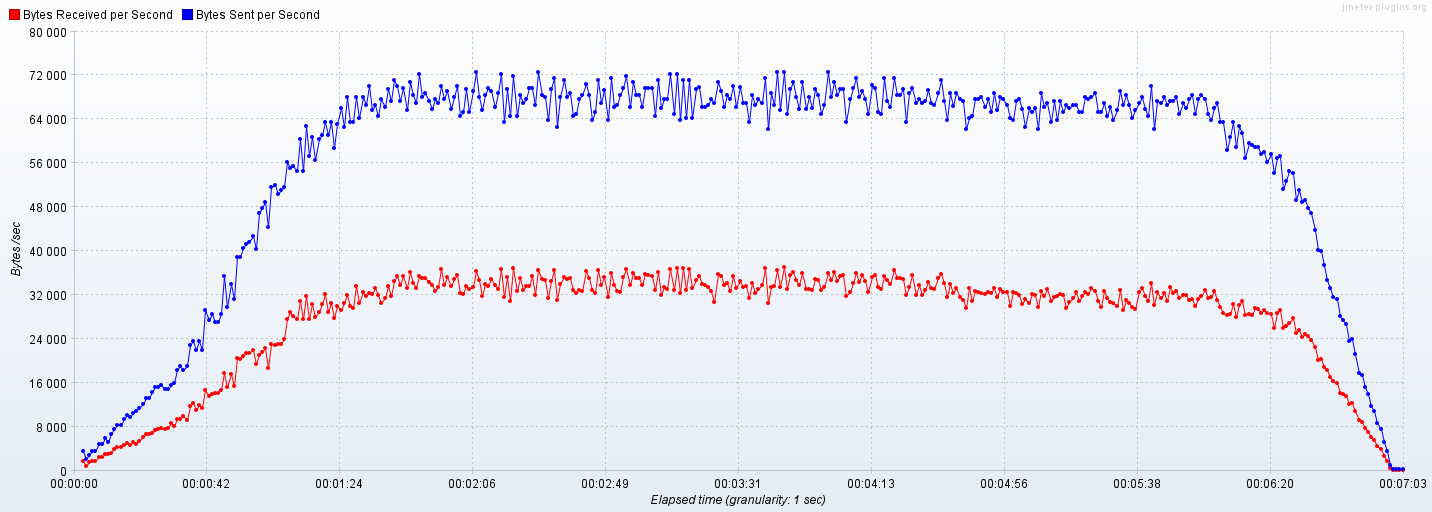 Bytes Received per Second Bytes Sent per Second
jmeter-plugins.org
80 000
72 000
64 000
56 000
48 000
40 000
32 000
24 000
16 000
8 000
0
Bytes /sec
00:00:00 00:00:42 00:01:24 00:02:06 00:02:49 00:03:31 00:04:13 00:04:56 00:05:38 00:06:20 00:07:03
Elapsed time (granularity: 1 sec)